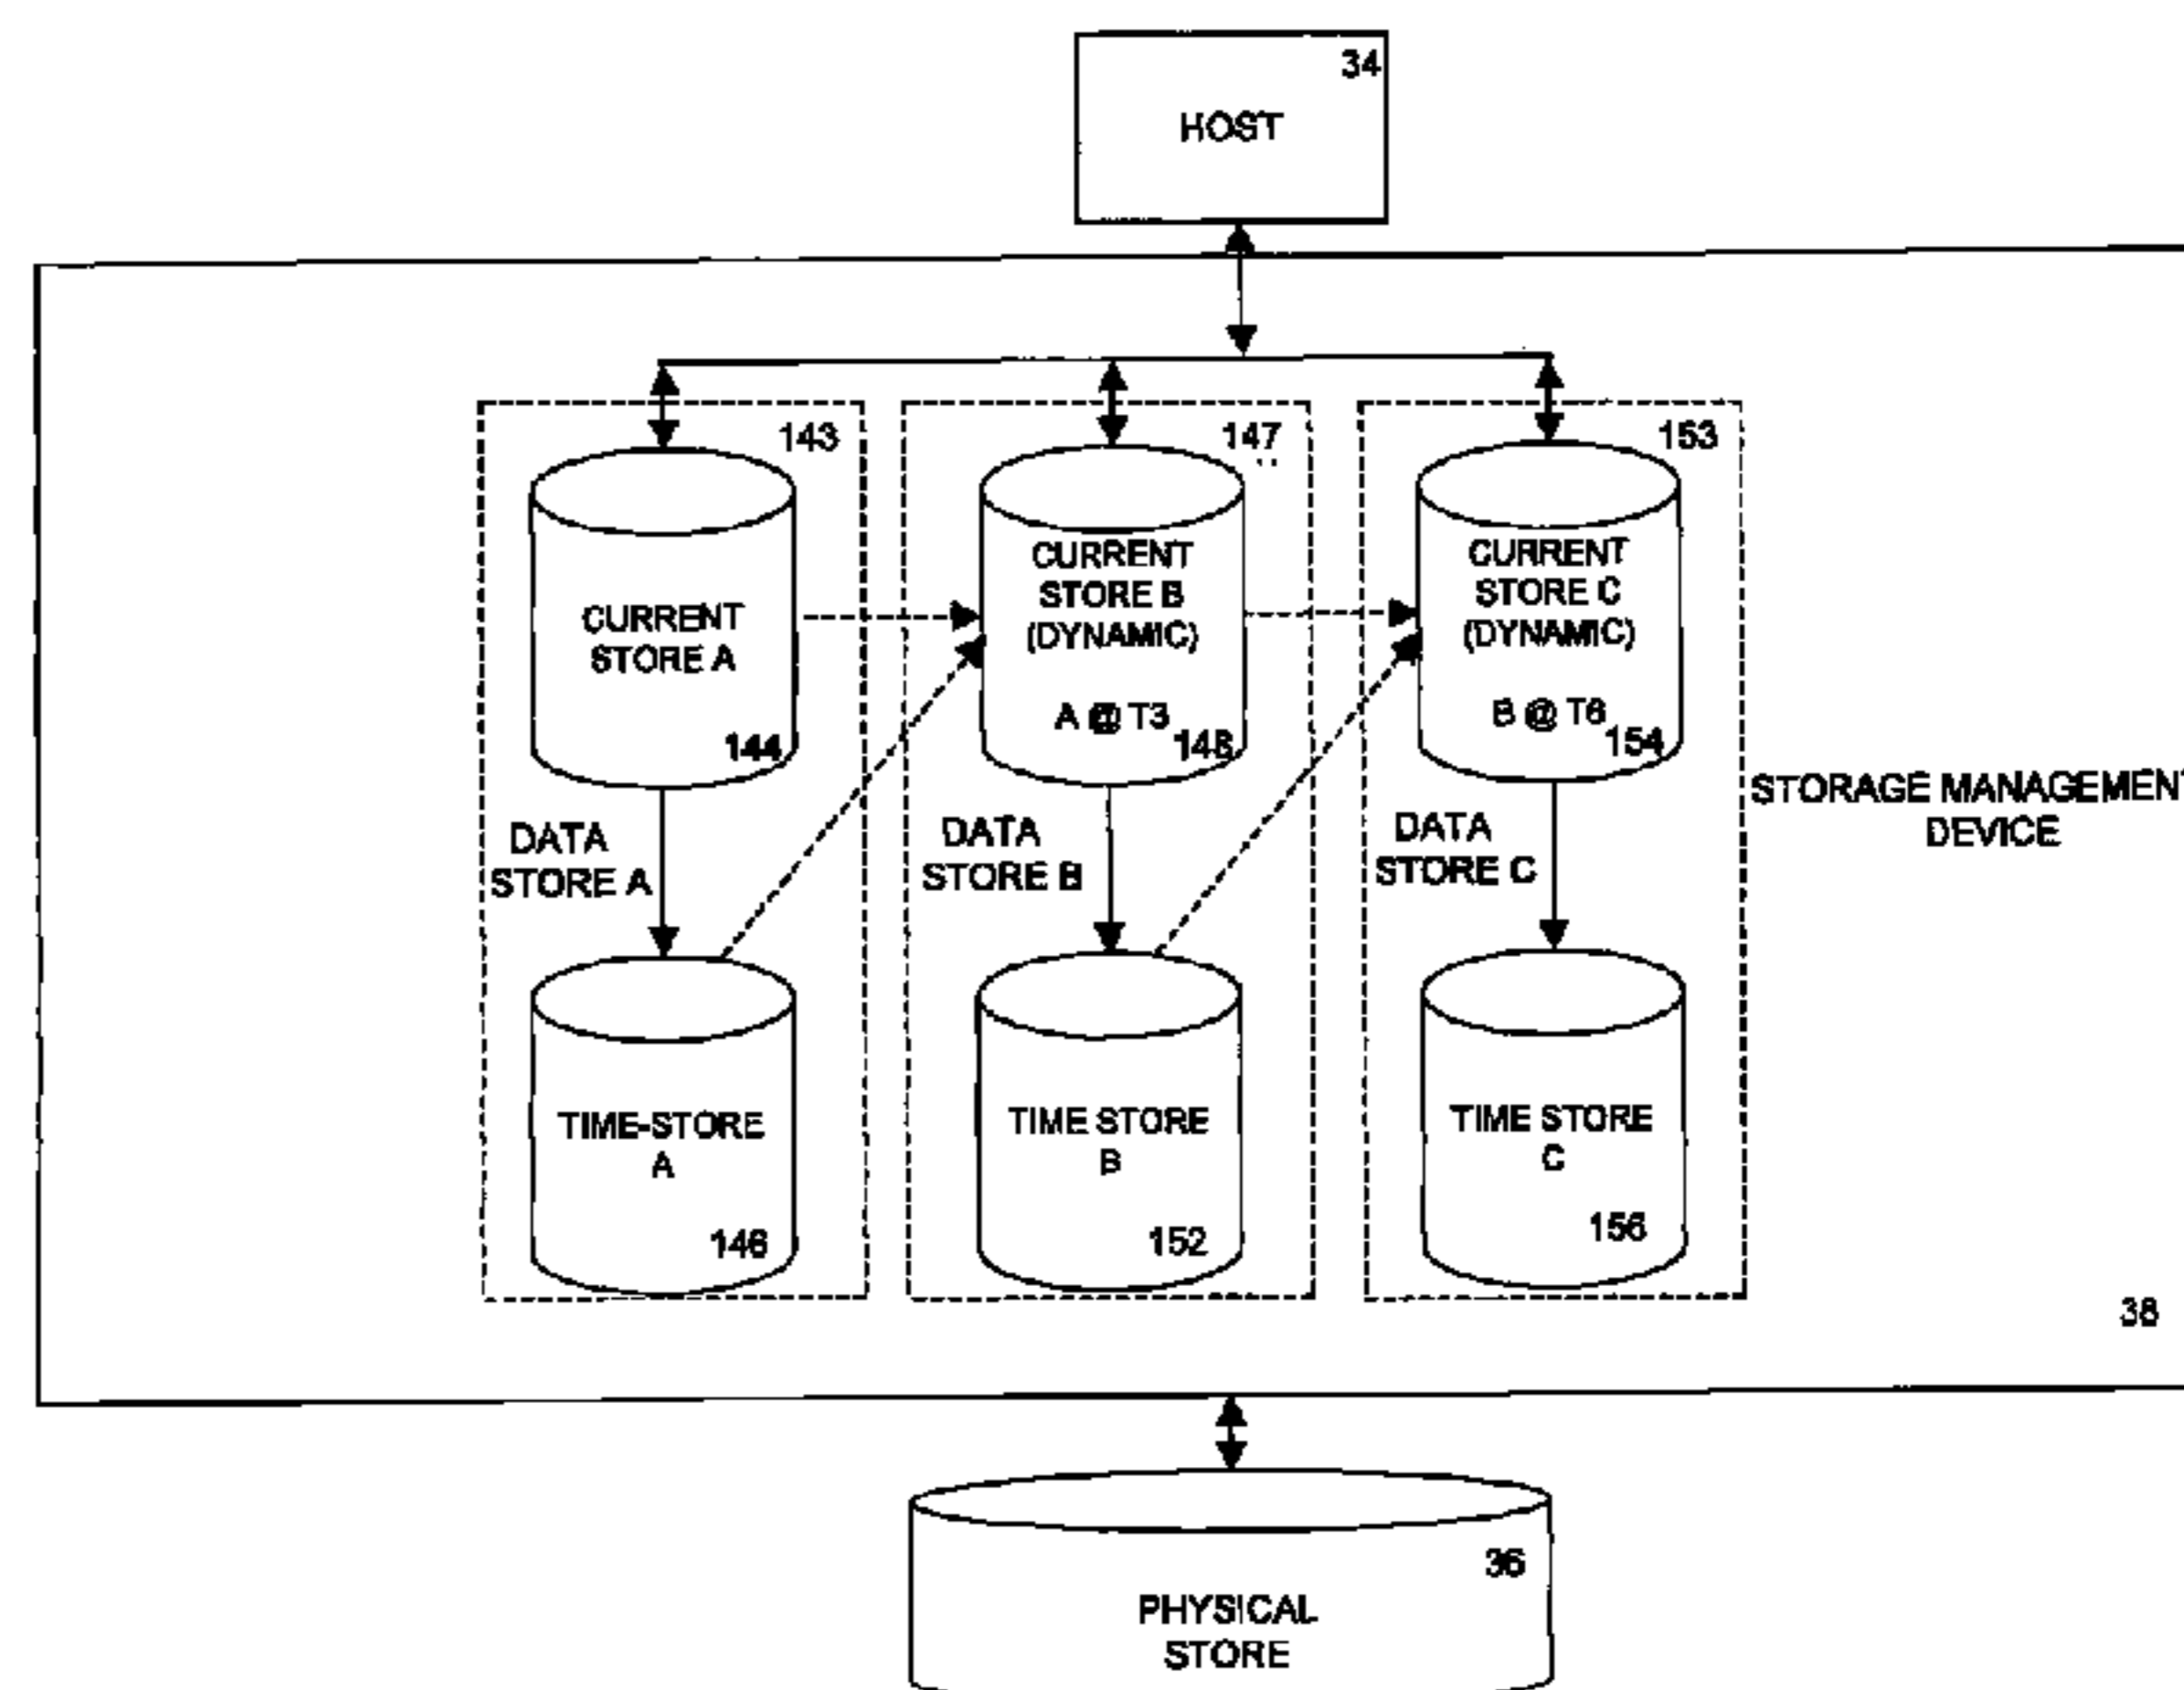 34
HOST
143
147
153
CURRENT
STORE A
144
CURRENT
STORE B
(DYNAMIC)
A @ T3
148
CURRENT
STORE C
(DYNAMIC)
B @ T6
154
DATA
STORE A
DATA
STORE B
DATA
STORE C
STORAGE MANAGEMENT
DEVICE
TIME-STORE
A
146
TIME STORE
B
152
TIME STORE
C
156
38
36
PHYSICAL
STORE